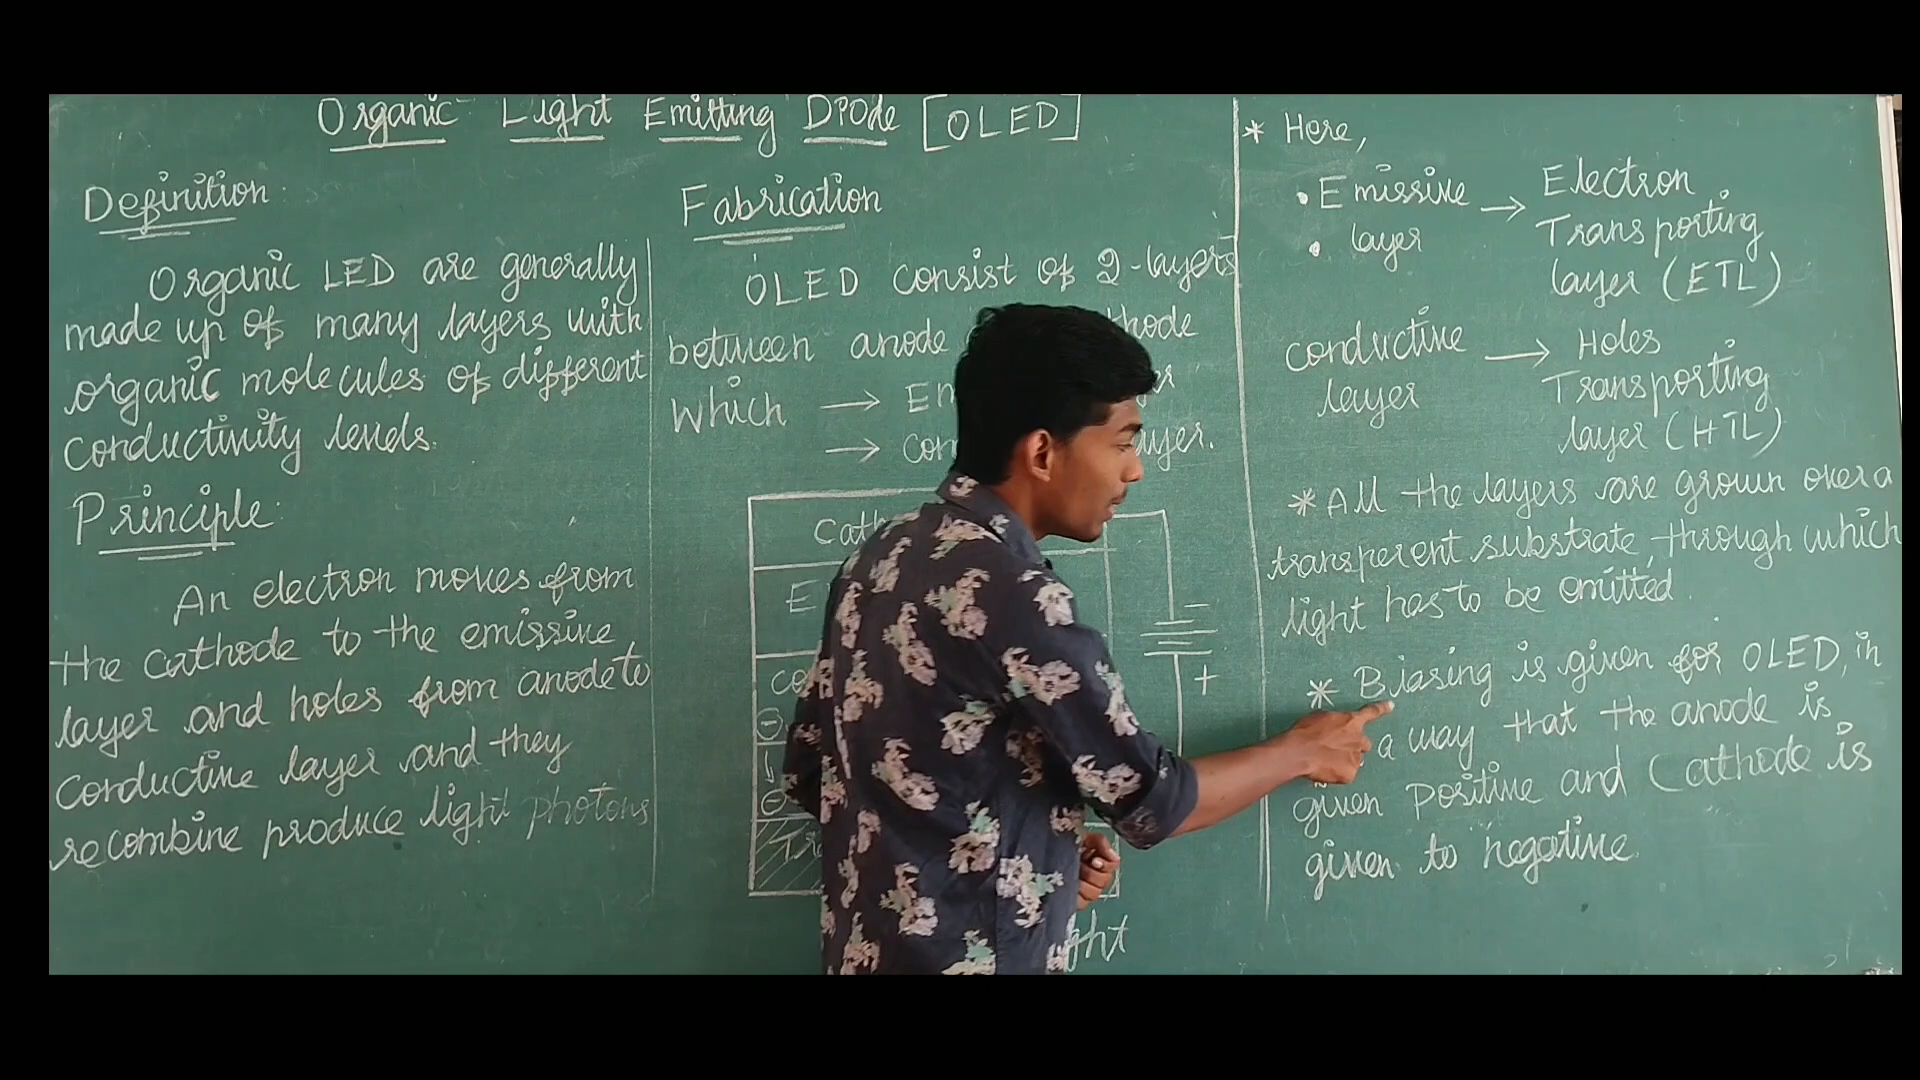 Organic Light Emitting Diode [OLED]
Definition:
Organic LED are generally
made up of many layers with
organic molecules of different
conductivity levels.
Principle:
An electron moves from
the cathode to the emissive
layer and holes from anode to
conductive layer and they
recombine produce light photons
Fabrication
OLED consist of 2-layers
between anode
which →
→ layer.
-
+
* Here,
• Emissive → Electron
• layer Transporting
layer (ETL)
conductive → Holes
layer Transporting
layer (HTL)
* All the layers are grown over a
transperent substrate, through which
light has to be emitted.
* Biasing is given for OLED, in
a way that the anode is
given positive and Cathode is
given to negative.